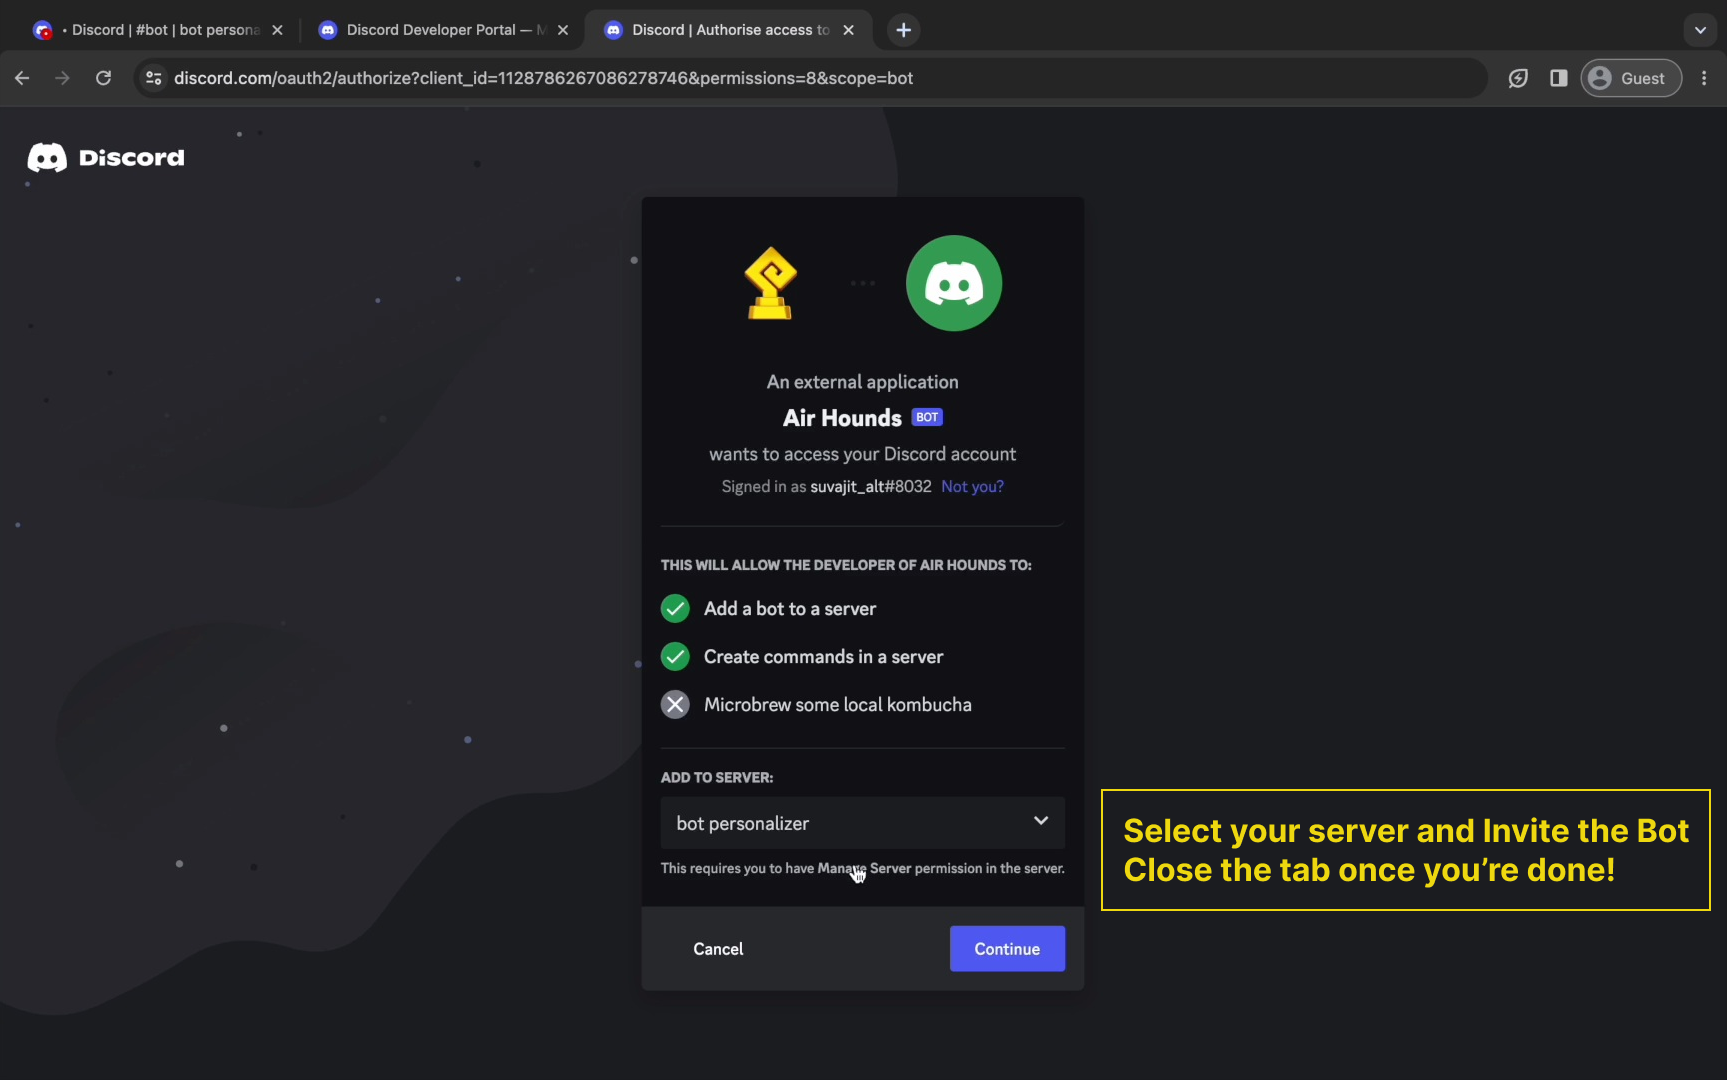 • Discord | #bot | bot persona
Discord Developer Portal — M
Discord | Authorise access to
discord.com/oauth2/authorize?client_id=1128786267086278746&permissions=8&scope=bot
Guest
Discord
An external application
Air Hounds BOT
wants to access your Discord account
Signed in as suvajit_alt#8032 Not you?
THIS WILL ALLOW THE DEVELOPER OF AIR HOUNDS TO:
Add a bot to a server
Create commands in a server
Microbrew some local kombucha
ADD TO SERVER:
bot personalizer
This requires you to have Manage Server permission in the server.
Select your server and Invite the Bot
Close the tab once you’re done!
Cancel
Continue